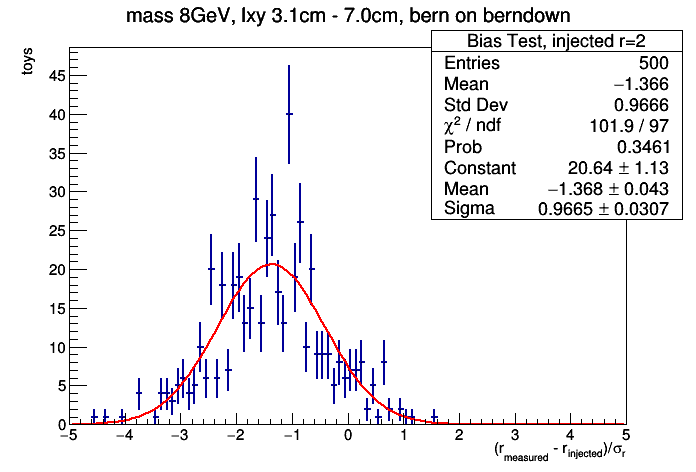 mass 8GeV, lxy 3.1cm - 7.0cm, bern on berndown
toys
Bias Test, injected r=2
Entries 500
Mean −1.366
Std Dev 0.9666
χ² / ndf 101.9 / 97
Prob 0.3461
Constant 20.64 ± 1.13
Mean −1.368 ± 0.043
Sigma 0.9665 ± 0.0307
45
40
35
30
25
20
15
10
5
0
−5 −4 −3 −2 −1 0 1 2 3 4 5
(r_measured - r_injected)/σ_r